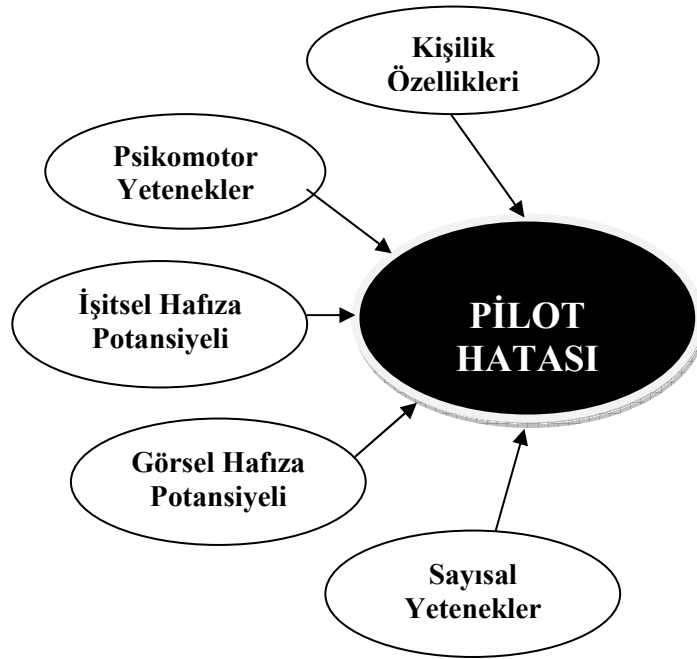 Kişilik
Özellikleri
Psikomotor
Yetenekler
İşitsel Hafıza
Potansiyeli
PİLOT
HATASI
Görsel Hafıza
Potansiyeli
Sayısal
Yetenekler